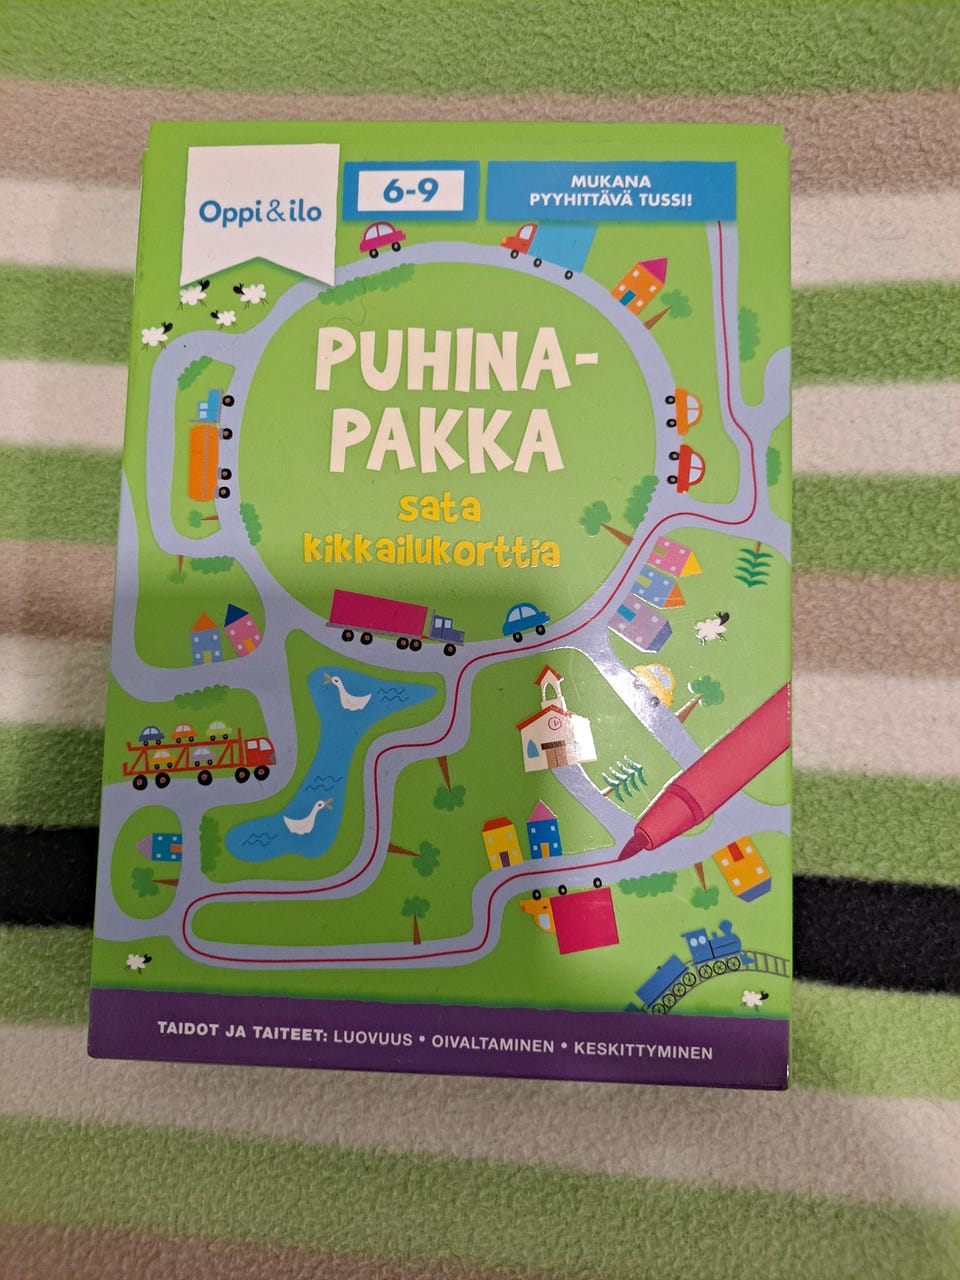 Oppi&ilo
6-9
MUKANA
PYYHITTÄVÄ TUSSI!
PUHINA-
PAKKA
sata
kikkailukorttia
TAIDOT JA TAITEET: LUOVUUS • OIVALTAMINEN • KESKITTYMINEN